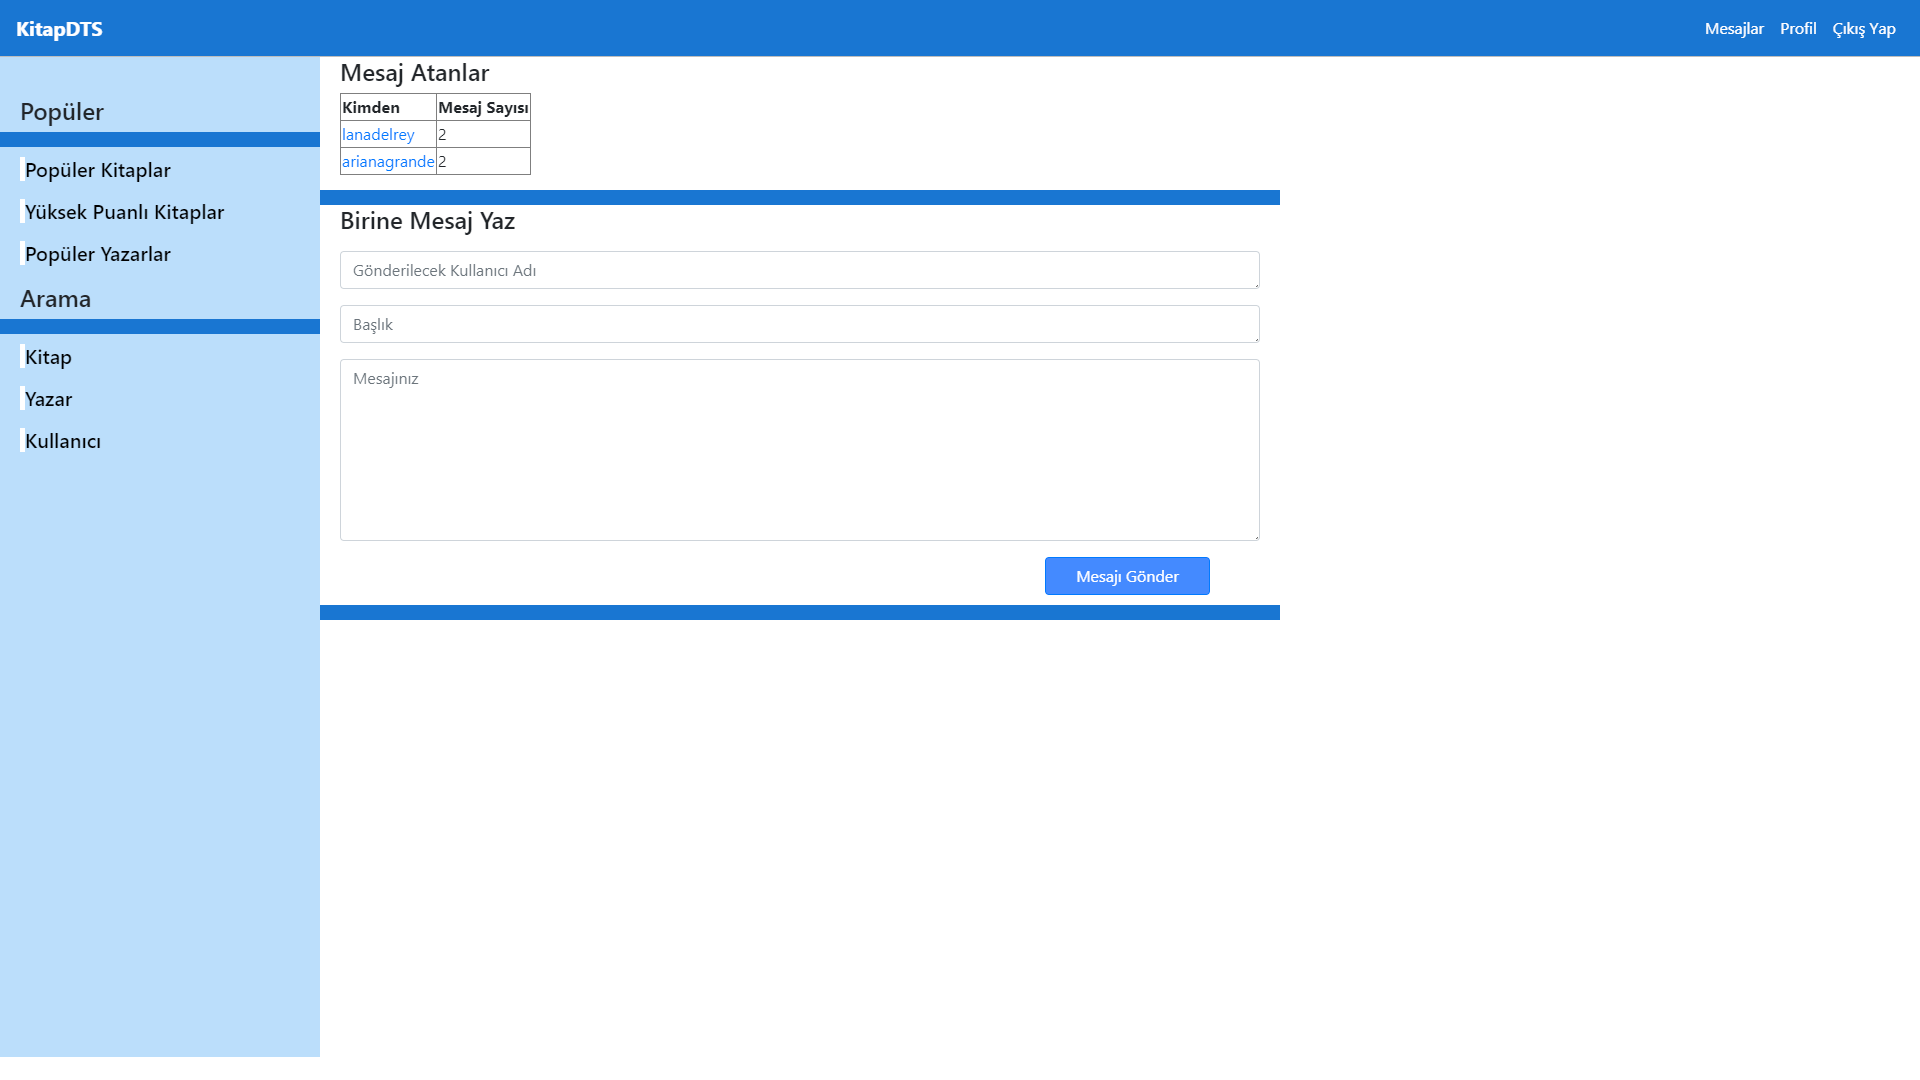 KitapDTS
Mesajlar Profil Çıkış Yap
Popüler
Popüler Kitaplar
Yüksek Puanlı Kitaplar
Popüler Yazarlar
Arama
Kitap
Yazar
Kullanıcı
Mesaj Atanlar
Kimden Mesaj Sayısı
lanadelrey 2
arianagrande 2
Birine Mesaj Yaz
Gönderilecek Kullanıcı Adı
Başlık
Mesajınız
Mesajı Gönder